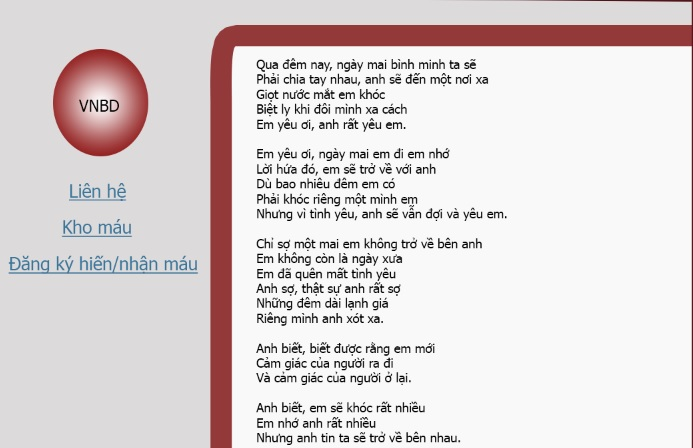 VNBD
Liên hệ
Kho máu
Đăng ký hiến/nhận máu
Qua đêm nay, ngày mai bình minh ta sẽ
Phải chia tay nhau, anh sẽ đến một nơi xa
Giọt nước mắt em khóc
Biệt ly khi đôi mình xa cách
Em yêu ơi, anh rất yêu em.
Em yêu ơi, ngày mai em đi em nhớ
Lời hứa đó, em sẽ trở về với anh
Dù bao nhiêu đêm em có
Phải khóc riêng một mình em
Nhưng vì tình yêu, anh sẽ vẫn đợi và yêu em.
Chỉ sợ một mai em không trở về bên anh
Em không còn là ngày xưa
Em đã quên mất tình yêu
Anh sợ, thật sự anh rất sợ
Những đêm dài lạnh giá
Riêng mình anh xót xa.
Anh biết, biết được rằng em mới
Cảm giác của người ra đi
Và cảm giác của người ở lại.
Anh biết, em sẽ khóc rất nhiều
Em nhớ anh rất nhiều
Nhưng anh tin ta sẽ trở về bên nhau.